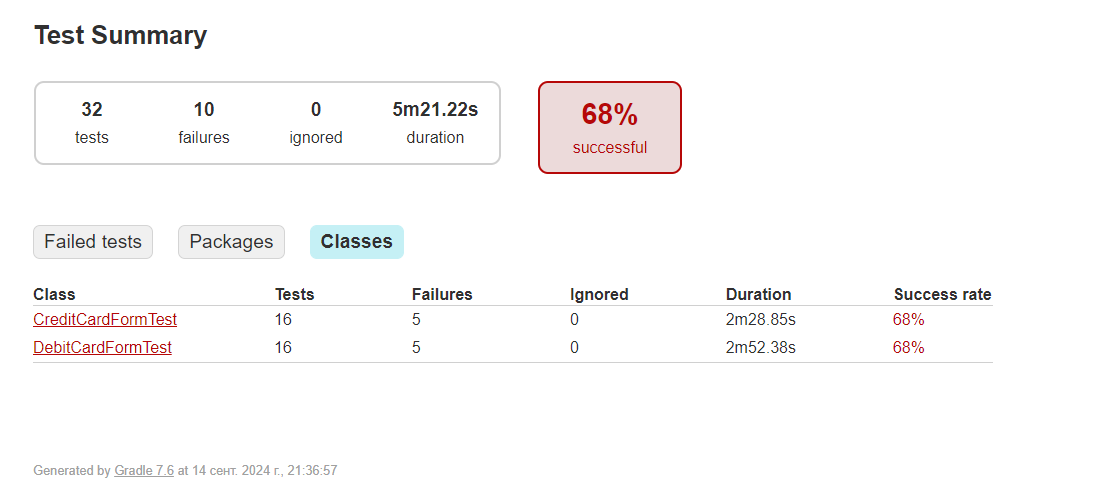 Test Summary
32 10 0 5m21.22s
tests failures ignored duration
68%
successful
Failed tests Packages Classes
Class Tests Failures Ignored Duration Success rate
CreditCardFormTest 16 5 0 2m28.85s 68%
DebitCardFormTest 16 5 0 2m52.38s 68%
Generated by Gradle 7.6 at 14 сент. 2024 г., 21:36:57